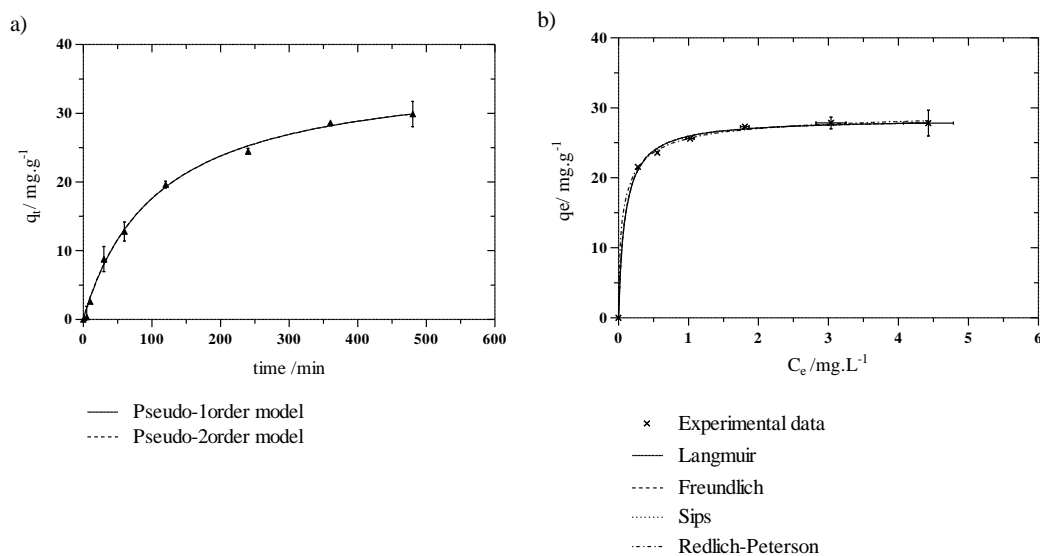 a)
40
30
20
10
0
qt/ mg.g-1
0 100 200 300 400 500 600
time /min
Pseudo-1order model
Pseudo-2order model
b)
40
30
20
10
0
qe/ mg.g-1
0 1 2 3 4 5 6
Ce /mg.L-1
Experimental data
Langmuir
Freundlich
Sips
Redlich-Peterson